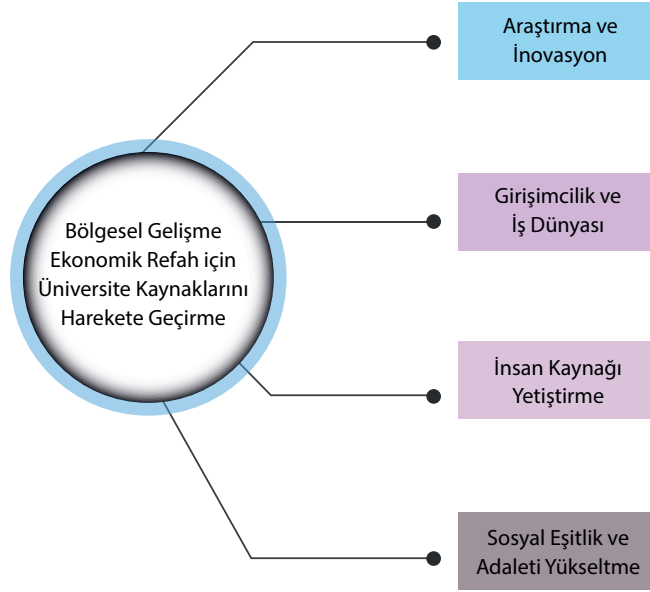 Araştırma ve
İnovasyon
Girişimcilik ve
İş Dünyası
Bölgesel Gelişme
Ekonomik Refah için
Üniversite Kaynaklarını
Harekete Geçirme
İnsan Kaynağı
Yetiştirme
Sosyal Eşitlik ve
Adaleti Yükseltme